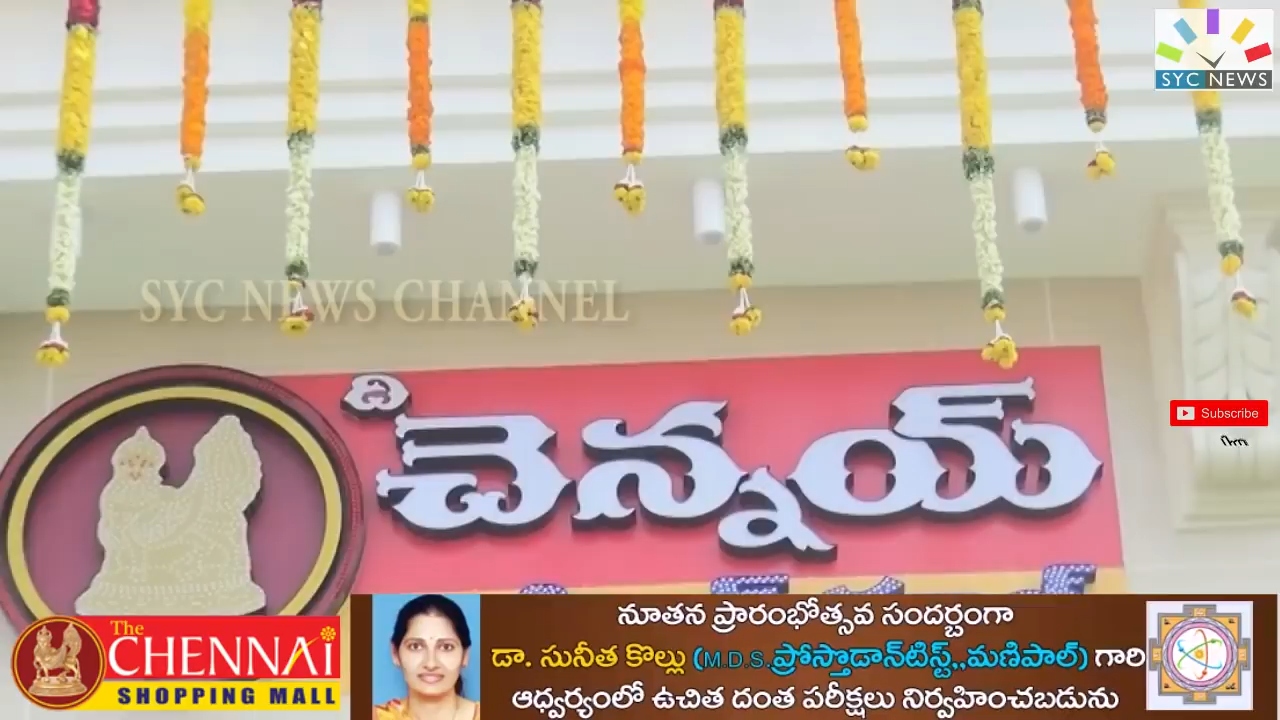 SYC NEWS
SYC NEWS CHANNEL
ది
చెన్నయ్
Subscribe
The
CHENNAI
SHOPPING MALL
నూతన ప్రారంభోత్సవ సందర్భంగా
డా. సునీత కొల్లు (M.D.S.,ప్రోస్తొడాన్‌టిస్ట్,,మణిపాల్) గారి
ఆధ్వర్యంలో ఉచిత దంత పరీక్షలు నిర్వహించబడును